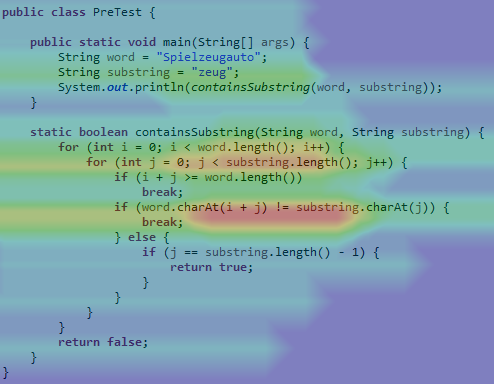 public class PreTest {
public static void main(String[] args) {
String word = "Spielzeugauto";
String substring = "zeug";
System.out.println(containsSubstring(word, substring));
}
static boolean containsSubstring(String word, String substring) {
for (int i = 0; i < word.length(); i++) {
for (int j = 0; j < substring.length(); j++) {
if (i + j >= word.length())
break;
if (word.charAt(i + j) != substring.charAt(j)) {
break;
} else {
if (j == substring.length() - 1) {
return true;
}
}
}
}
return false;
}
}